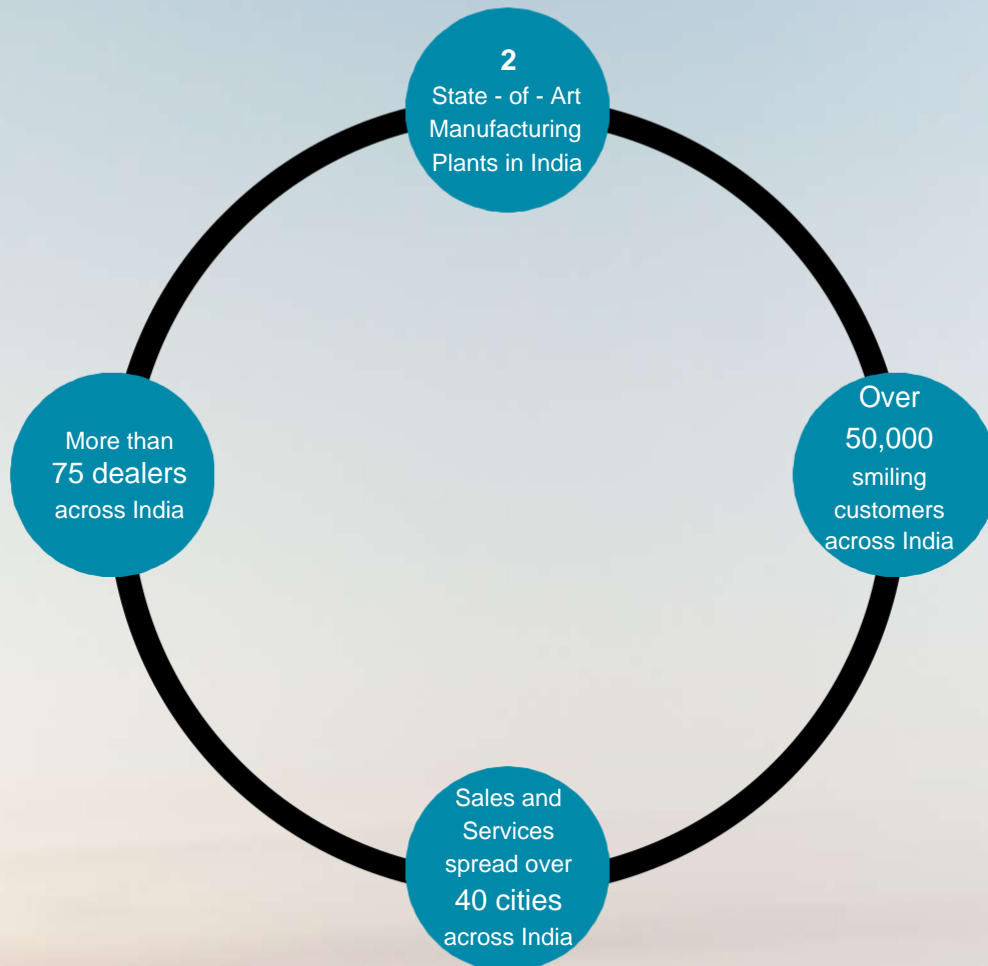 2
State - of - Art
Manufacturing
Plants in India
More than
75 dealers
across India
Over
50,000
smiling
customers
across India
Sales and
Services
spread over
40 cities
across India